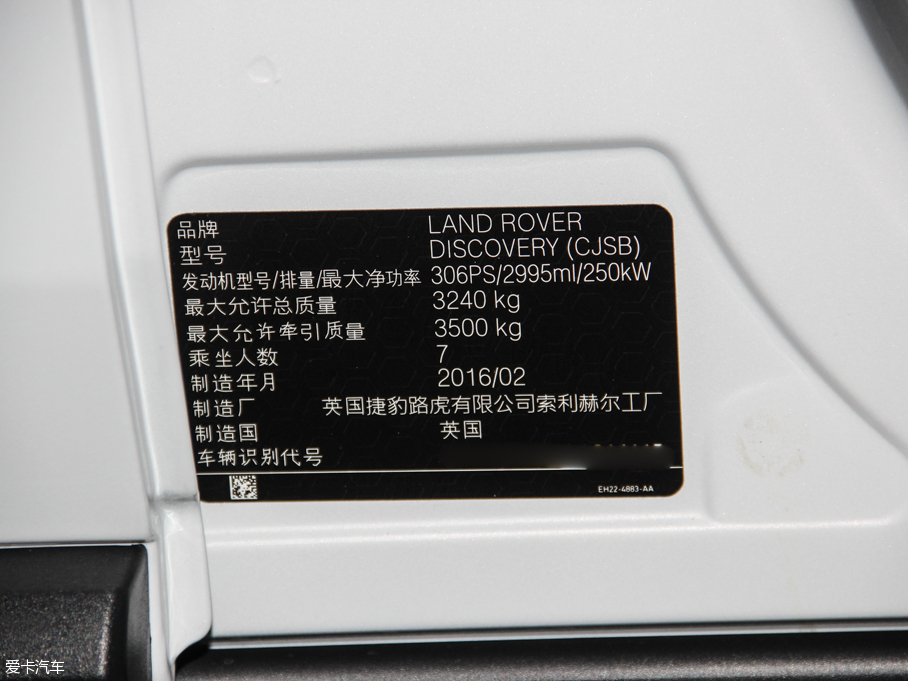 品牌 LAND ROVER
型号 DISCOVERY (CJSB)
发动机型号/排量/最大净功率 306PS/2995ml/250kW
最大允许总质量 3240 kg
最大允许牵引质量 3500 kg
乘坐人数 7
制造年月 2016/02
制造厂 英国捷豹路虎有限公司索利赫尔工厂
制造国 英国
车辆识别代号
EH22-4883-AA
爱卡汽车